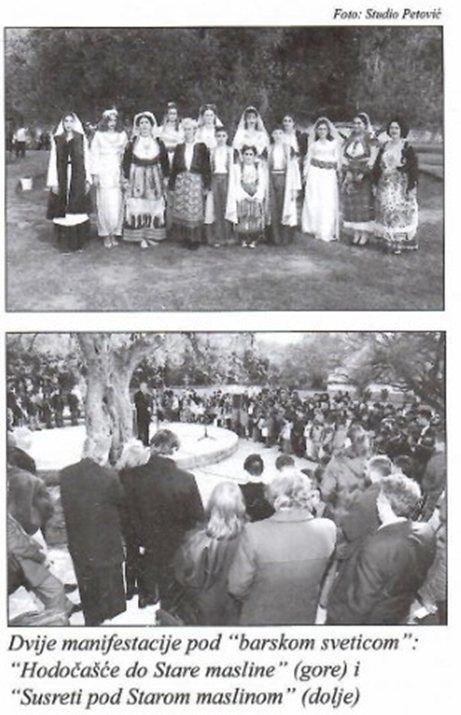 Foto: Studio Petović
Dvije manifestacije pod “barskom sveticom”:
“Hodočašće do Stare masline” (gore) i
“Susreti pod Starom maslinom” (dolje)